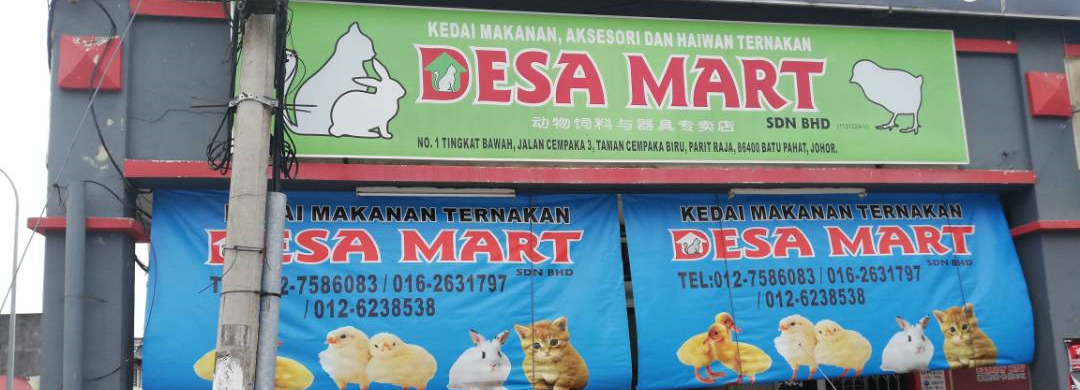 KEDAI MAKANAN, AKSESORI DAN HAIWAN TERNAKAN
DESA MART
动物饲料与器具专卖店 SDN BHD
NO. 1 TINGKAT BAWAH, JALAN CEMPAKA 3, TAMAN CEMPAKA BIRU, PARIT RAJA, 86400 BATU PAHAT, JOHOR.
KEDAI MAKANAN TERNAKAN
DESA MART
SDN BHD
2-7586083 / 016-2631797
/ 012-6238538
KEDAI MAKANAN TERNAKAN
DESA MART
SDN BHD
TEL:012-7586083 / 016-2631797
/ 012-6238538